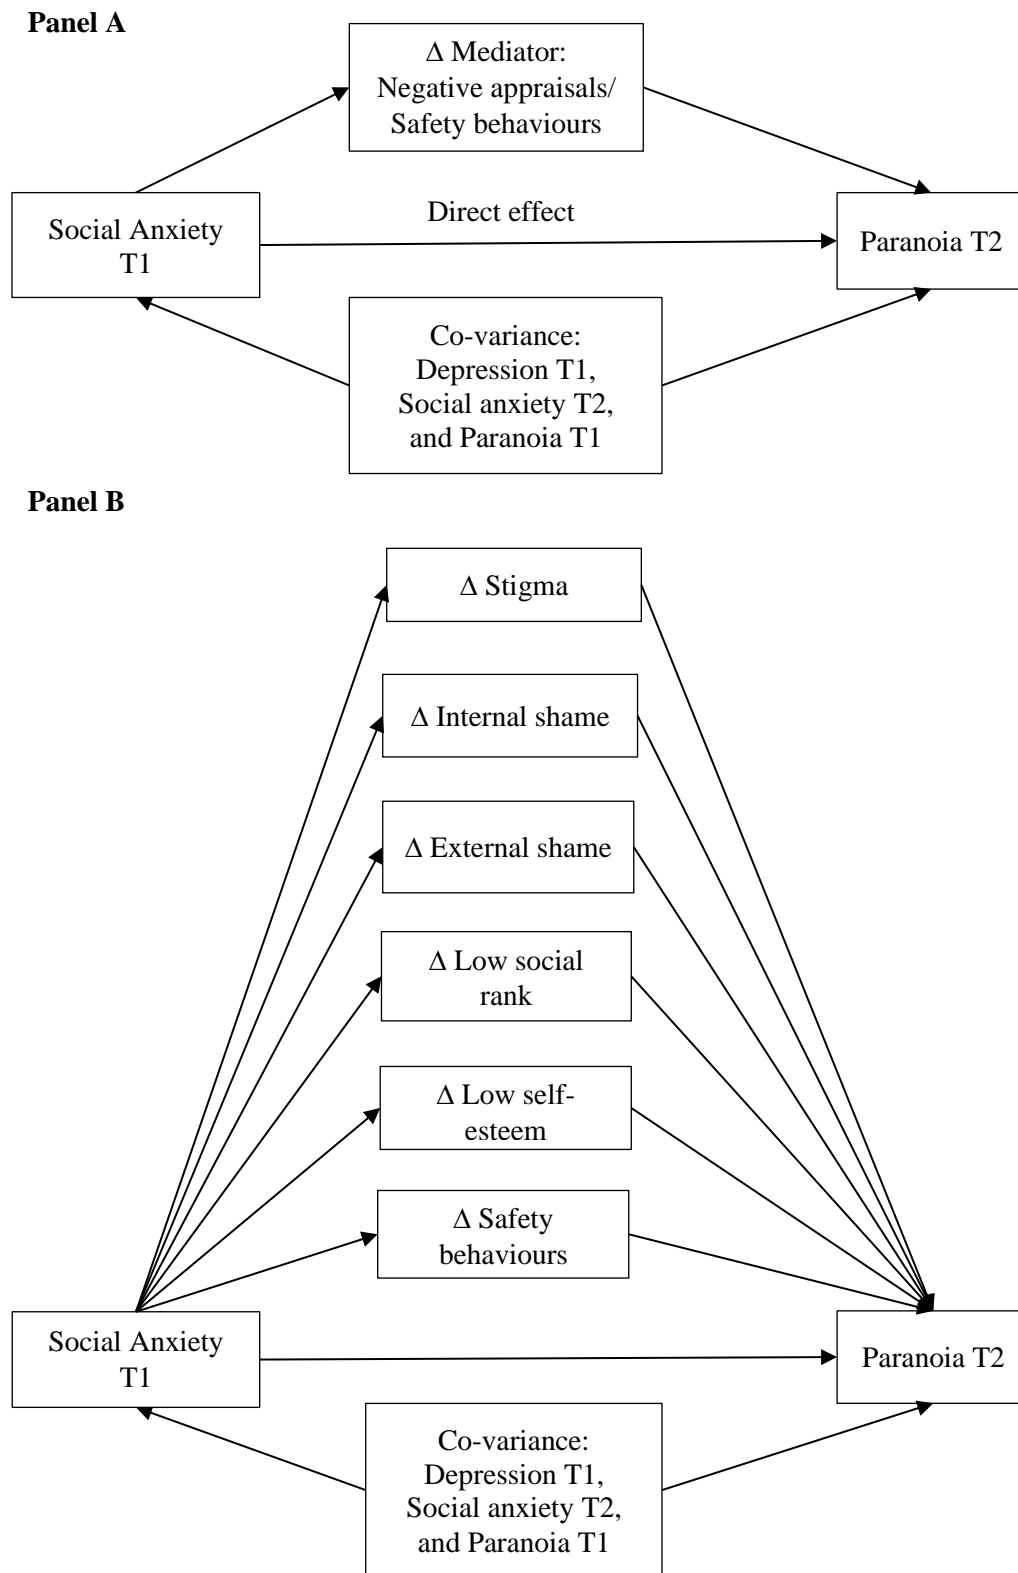 Panel A
Δ Mediator:
Negative appraisals/
Safety behaviours
Direct effect
Social Anxiety
T1
Paranoia T2
Co-variance:
Depression T1,
Social anxiety T2,
and Paranoia T1
Panel B
Δ Stigma
Δ Internal shame
Δ External shame
Δ Low social
rank
Δ Low self-
esteem
Δ Safety
behaviours
Social Anxiety
T1
Paranoia T2
Co-variance:
Depression T1,
Social anxiety T2,
and Paranoia T1